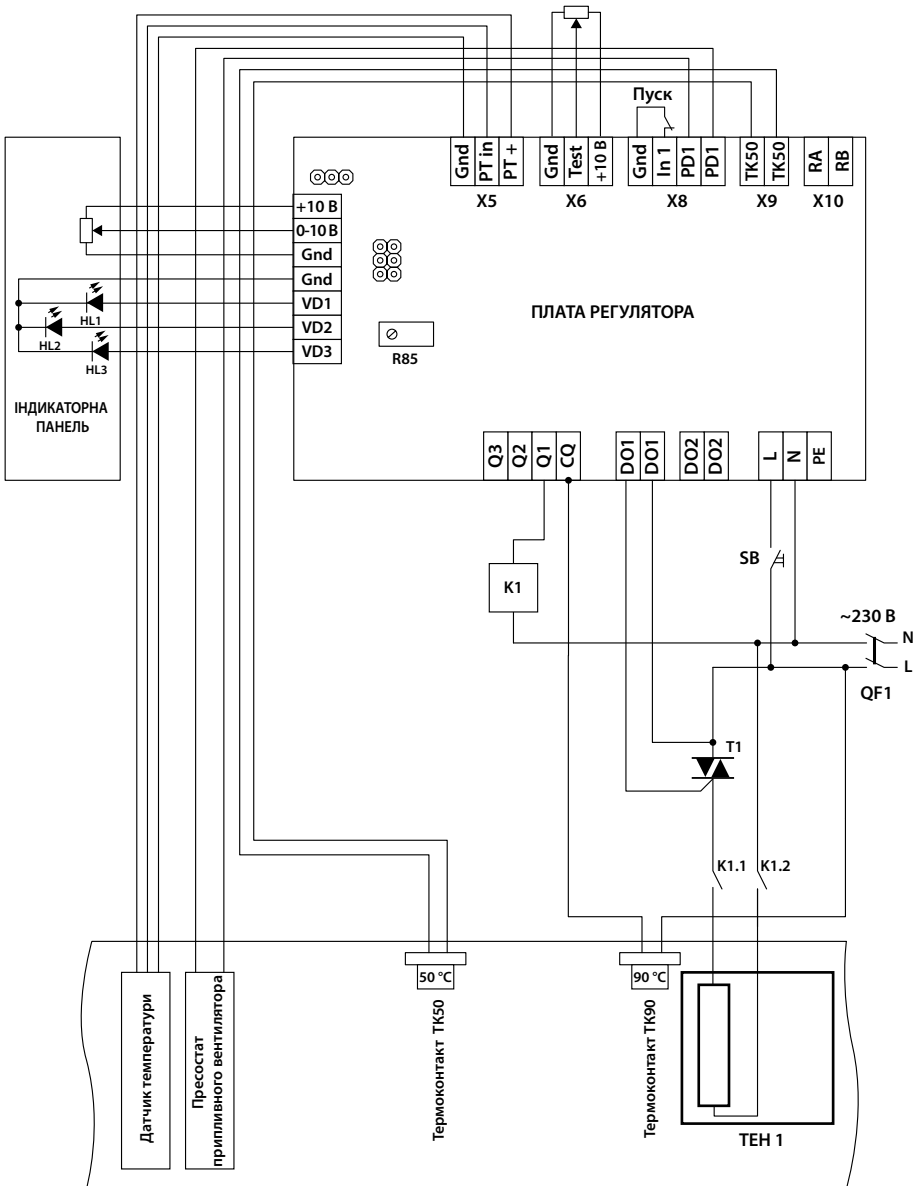 Пуск
Gnd
PT in
PT +
X5
Gnd
Test
+10 В
X6
Gnd
In 1
PD1
PD1
X8
TK50
TK50
X9
RA
RB
X10
+10 В
0-10 В
Gnd
Gnd
VD1
VD2
VD3
HL1
HL2
HL3
ІНДИКАТОРНА
ПАНЕЛЬ
R85
ПЛАТА РЕГУЛЯТОРА
Q3
Q2
Q1
CQ
DO1
DO1
DO2
DO2
L
N
PE
SB
K1
~230 В
N
L
QF1
T1
K1.1
K1.2
Датчик температури
Пресостат
припливного вентилятора
50 °C
Термоконтакт ТК50
90 °C
Термоконтакт ТК90
ТЕН 1